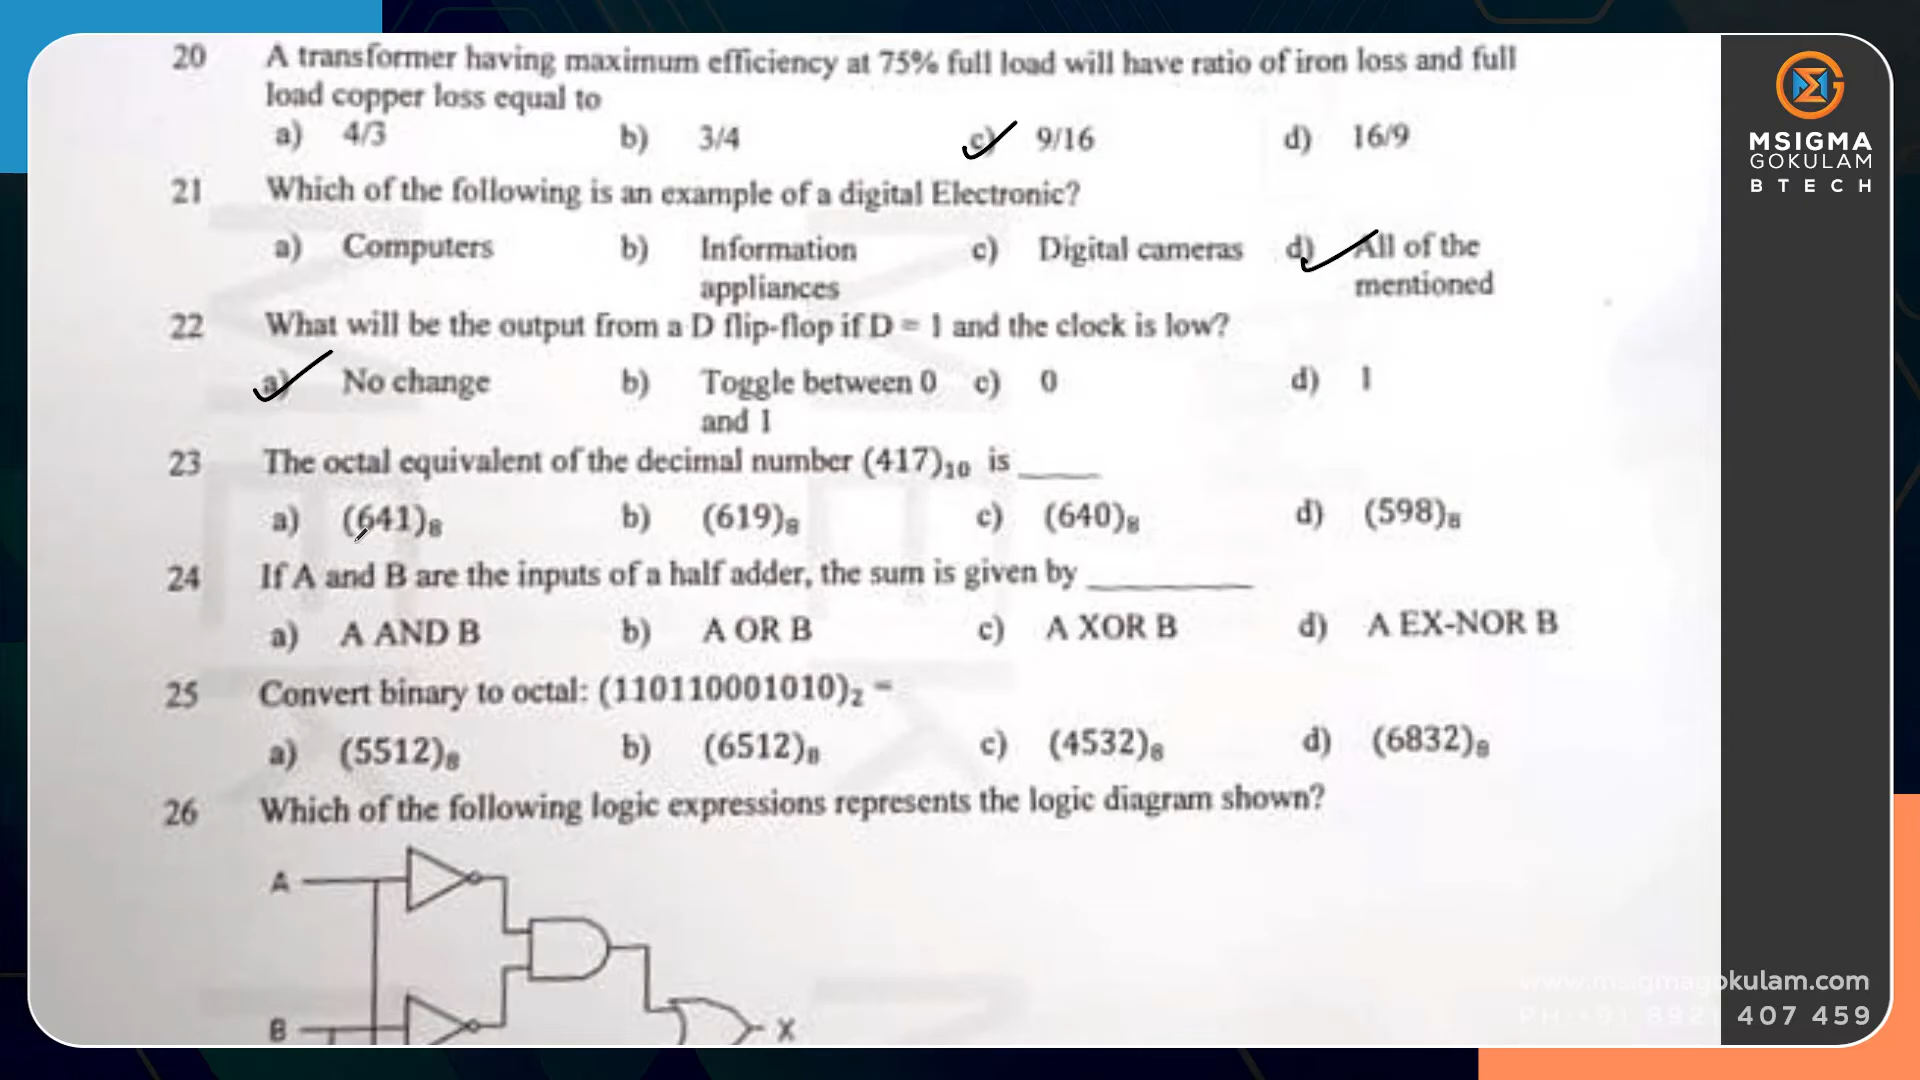 20 A transformer having maximum efficiency at 75% full load will have ratio of iron loss and full
load copper loss equal to
a) 4/3 b) 3/4 c) 9/16 d) 16/9
21 Which of the following is an example of a digital Electronic?
a) Computers b) Information c) Digital cameras d) All of the
appliances mentioned
22 What will be the output from a D flip-flop if D = 1 and the clock is low?
a) No change b) Toggle between 0 c) 0 d) 1
and 1
23 The octal equivalent of the decimal number (417)₁₀ is ____
a) (641)₈ b) (619)₈ c) (640)₈ d) (598)₈
24 If A and B are the inputs of a half adder, the sum is given by ________
a) A AND B b) A OR B c) A XOR B d) A EX-NOR B
25 Convert binary to octal: (110110001010)₂ =
a) (5512)₈ b) (6512)₈ c) (4532)₈ d) (6832)₈
26 Which of the following logic expressions represents the logic diagram shown?
A
B X
MSIGMA
GOKULAM
BTECH
www.msigmagokulam.com
407 459